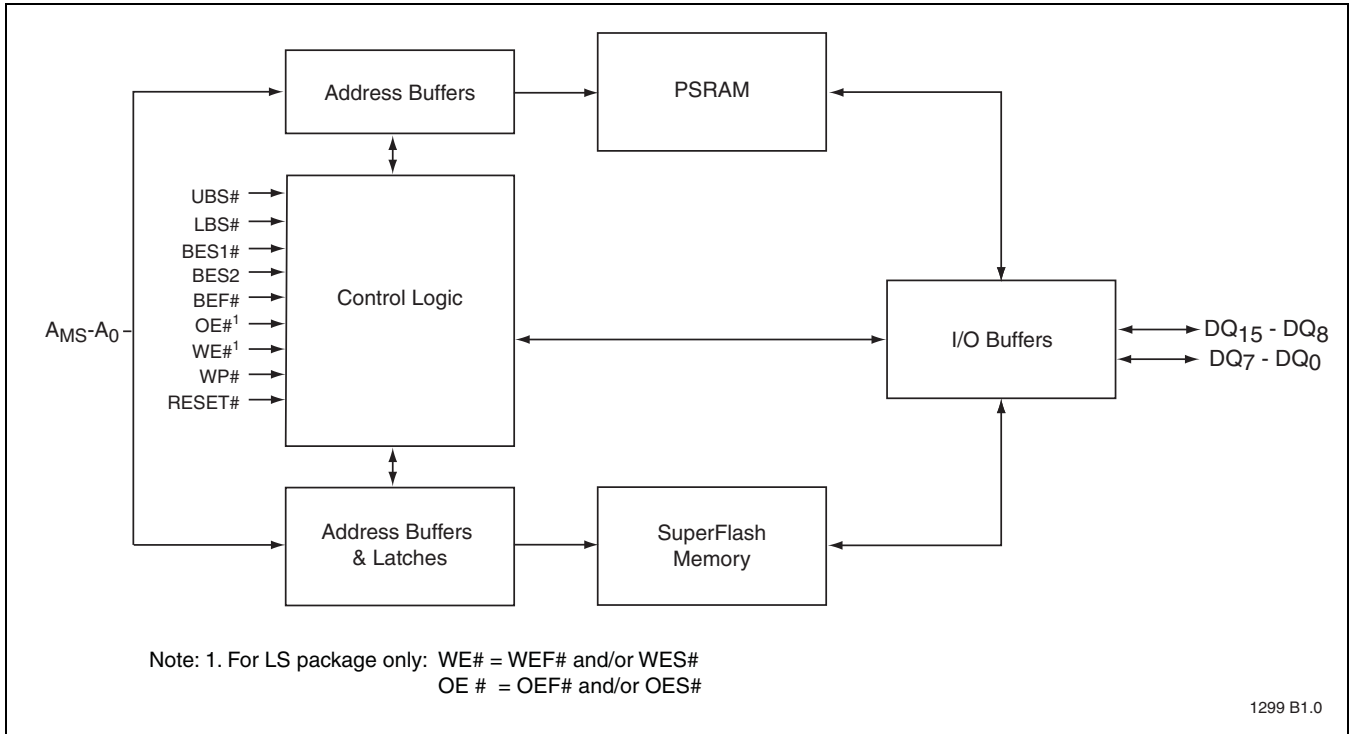 Address Buffers
PSRAM
UBS#
LBS#
BES1#
BES2
BEF#
OE#1
WE#1
WP#
RESET#
Control Logic
AMS-A0
I/O Buffers
DQ15 - DQ8
DQ7 - DQ0
Address Buffers
& Latches
SuperFlash
Memory
Note: 1. For LS package only: WE# = WEF# and/or WES#
OE # = OEF# and/or OES#
1299 B1.0